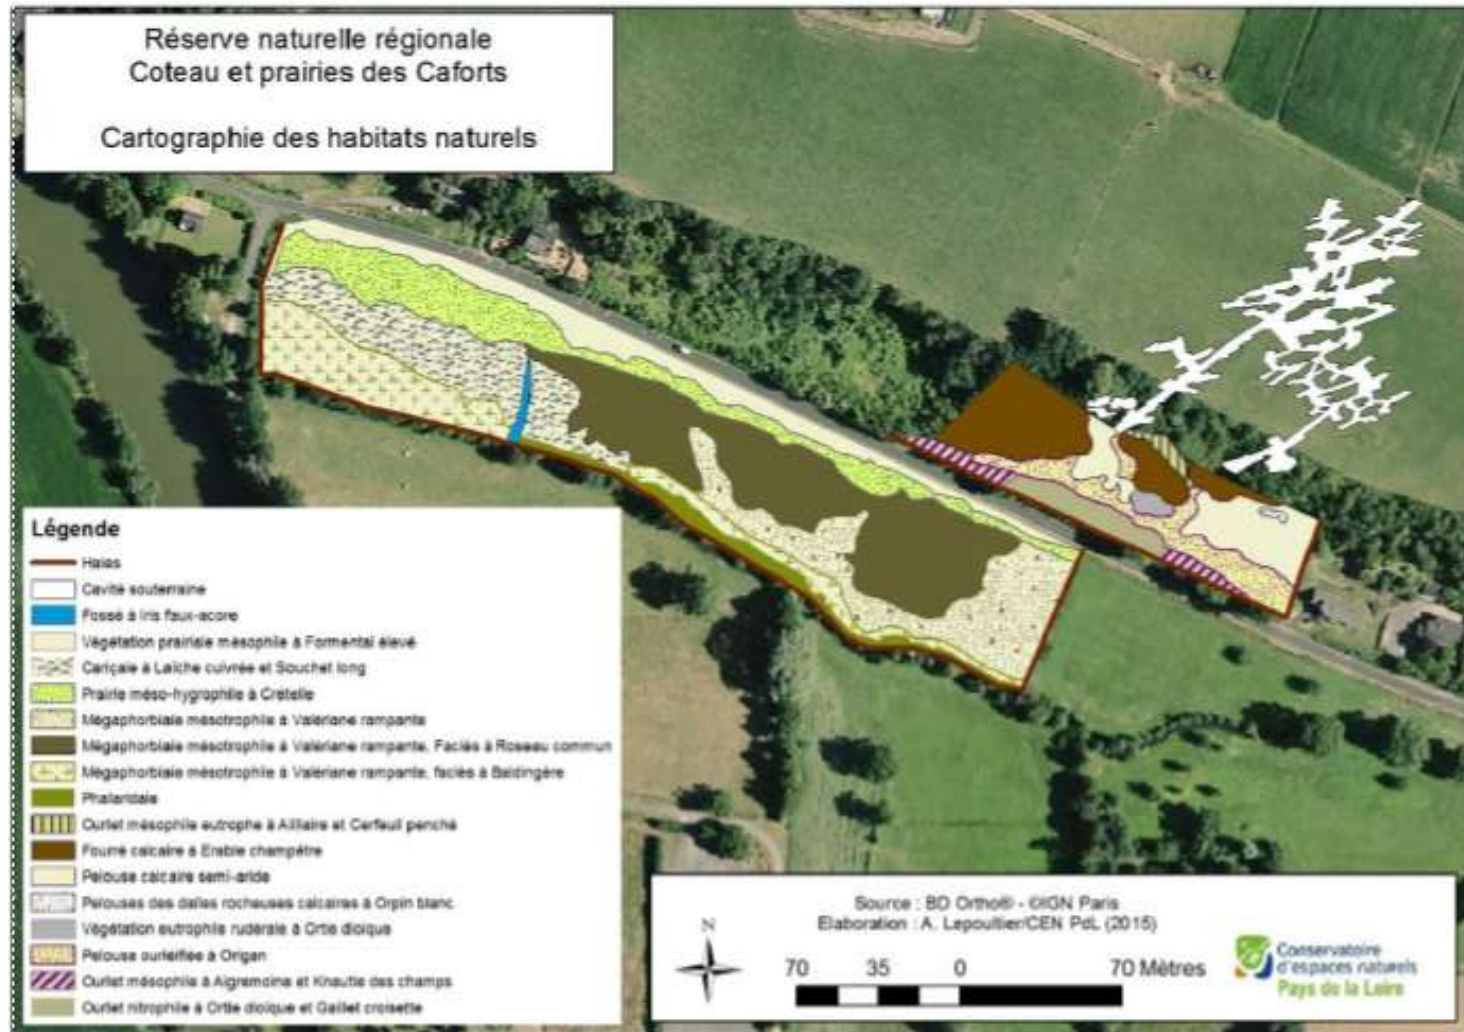 Réserve naturelle régionale
Coteau et prairies des Caforts
Cartographie des habitats naturels
Légende
Haies
Cavité souterraine
Fossé à Iris faux-acore
Végétation prairiale mésophile à Formental élevé
Cariçaie à Laîche cuivrée et Souchet long
Prairie méso-hygrophile à Crételle
Mégaphorbiaie mésotrophile à Valériane rampante
Mégaphorbiaie mésotrophile à Valériane rampante, Faciès à Roseau commun
Mégaphorbiaie mésotrophile à Valériane rampante, faciès à Baldingère
Phalaridaie
Ourlet mésophile eutrophe à Alliaire et Cerfeuil penché
Fourré calcaire à Erable champêtre
Pelouse calcaire semi-aride
Pelouses des dalles rocheuses calcaires à Orpin blanc
Végétation eutrophile rudérale à Ortie dioïque
Pelouse ourléifiée à Origan
Ourlet mésophile à Aigremoine et Knautie des champs
Ourlet nitrophile à Ortie dioïque et Gaillet croisette
Source : BD Ortho® - ©IGN Paris
Elaboration : A. Lepoultier/CEN PdL (2015)
N
70 35 0 70 Mètres
Conservatoire
d'espaces naturels
Pays de la Loire